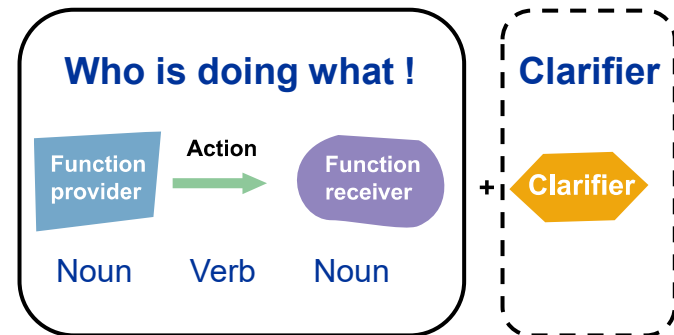 Who is doing what !
Clarifier
Function
provider
Action
Function
receiver
+
Clarifier
Noun
Verb
Noun